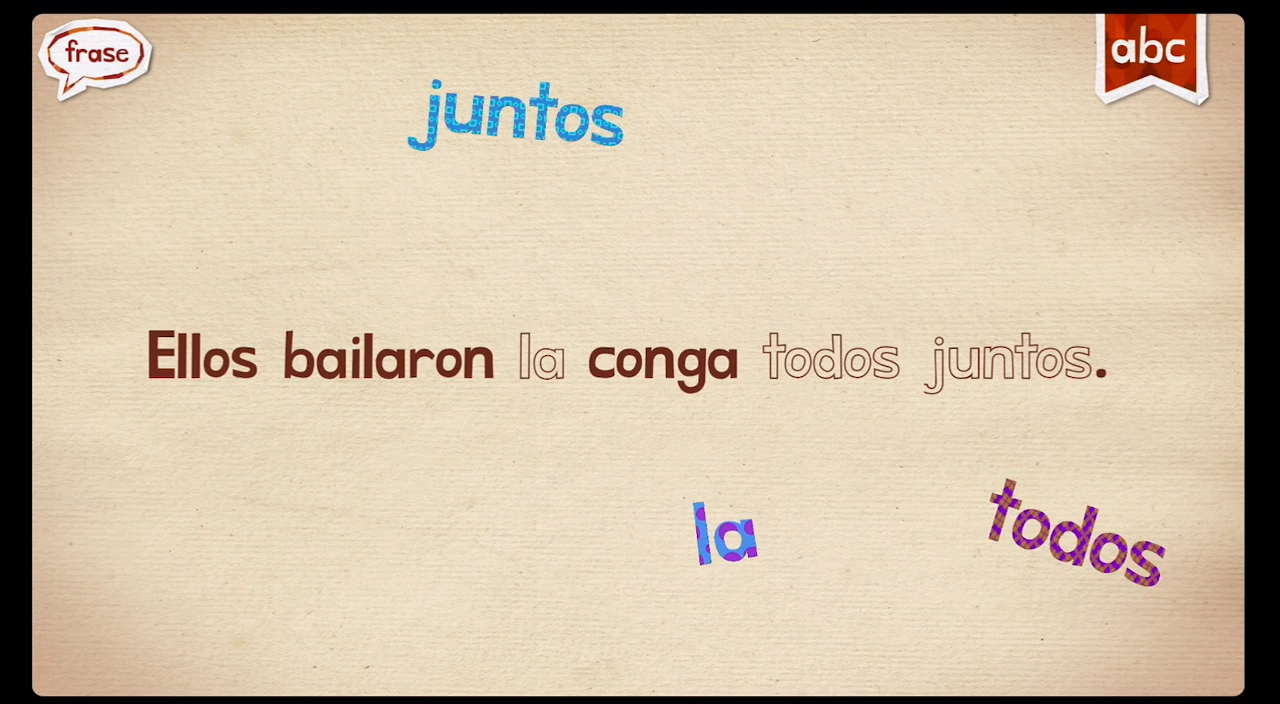 frase
abc
juntos
Ellos bailaron la conga todos juntos.
la
todos